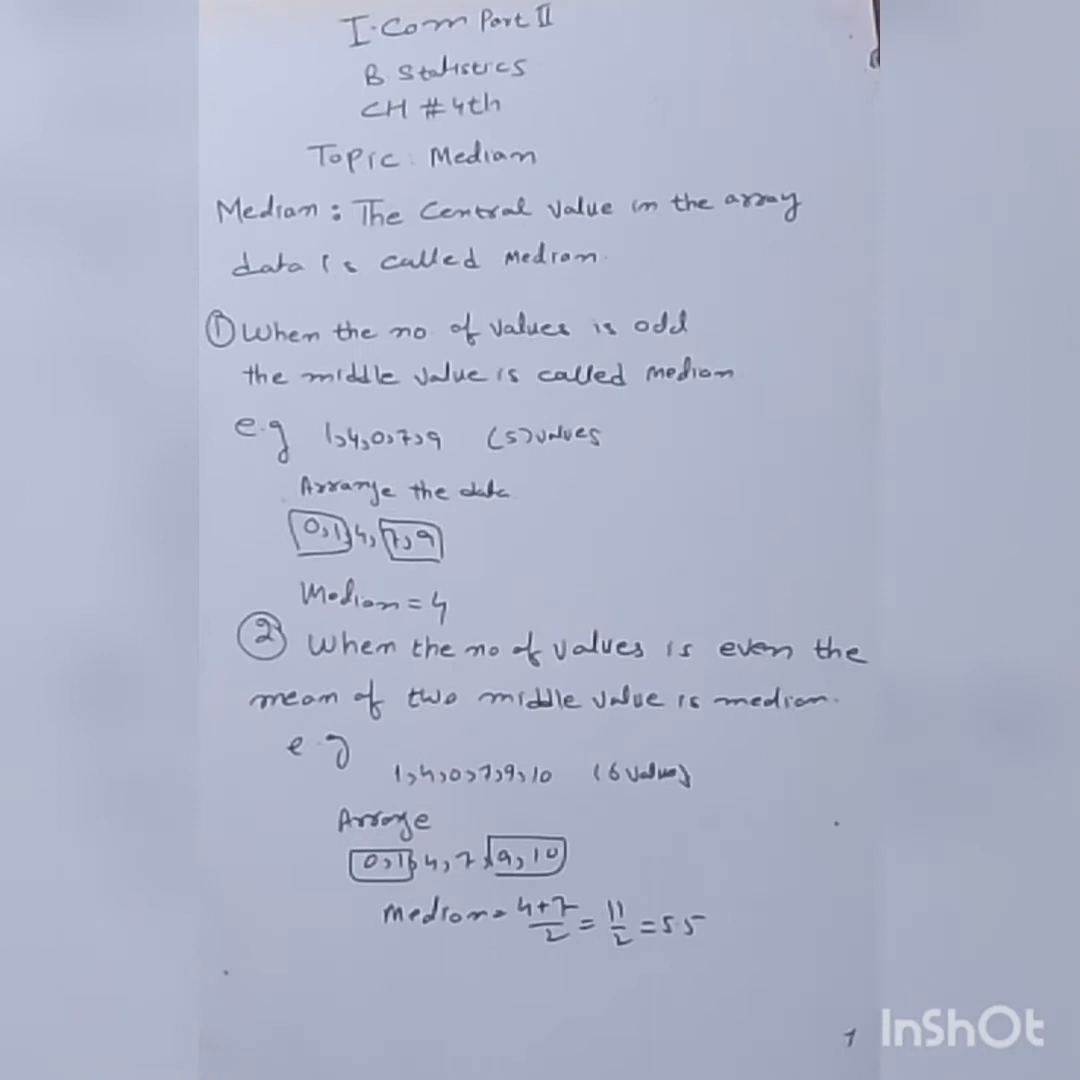 I.Com Part II
B Statistics
CH # 4th
Topic: Median
Median: The Central value in the array
data is called Median.
① When the no of values is odd
the middle value is called median
e.g 1,4,0,7,9 (5) values
Arrange the data
0,1,4,7,9
Median = 4
② When the no of values is even the
mean of two middle value is median.
e.g
1,4,0,7,9,10 (6 values)
Arrange
0,1,4,7,9,10
Median = 4+7/2 = 11/2 = 5.5
1
InShOt